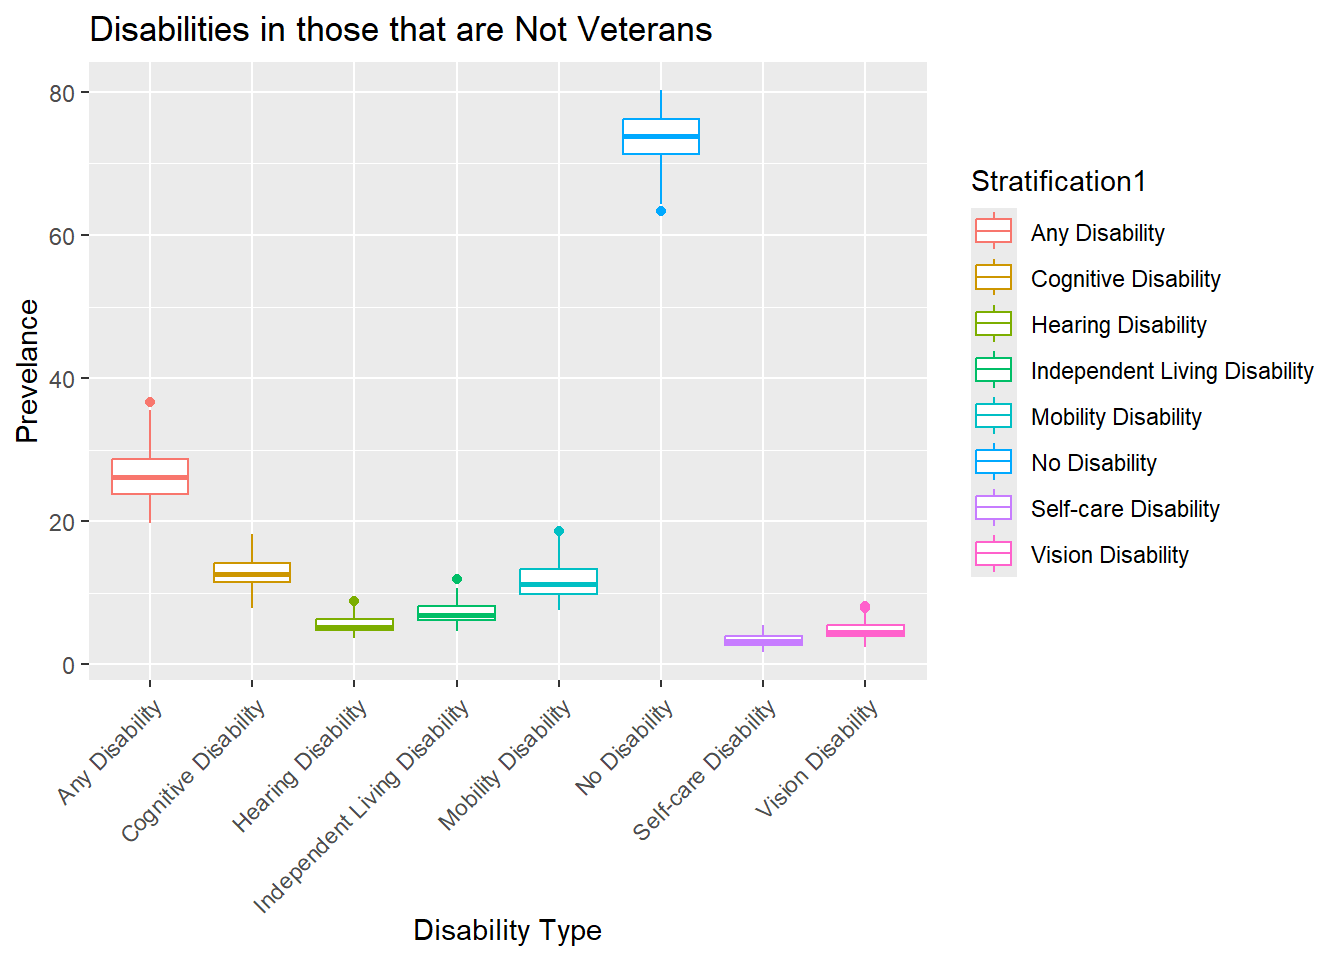 Disabilities in those that are Not Veterans
Prevelance
80
60
40
20
0
Any Disability
Cognitive Disability
Hearing Disability
Independent Living Disability
Mobility Disability
No Disability
Self-care Disability
Vision Disability
Disability Type
Stratification1
Any Disability
Cognitive Disability
Hearing Disability
Independent Living Disability
Mobility Disability
No Disability
Self-care Disability
Vision Disability